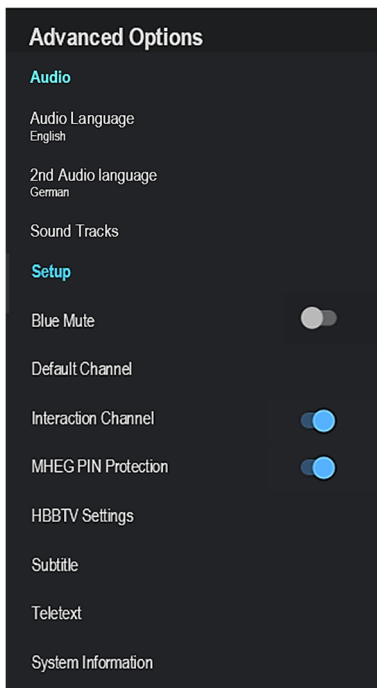 Advanced Options
Audio
Audio Language
English
2nd Audio language
German
Sound Tracks
Setup
Blue Mute
Default Channel
Interaction Channel
MHEG PIN Protection
HBBTV Settings
Subtitle
Teletext
System Information